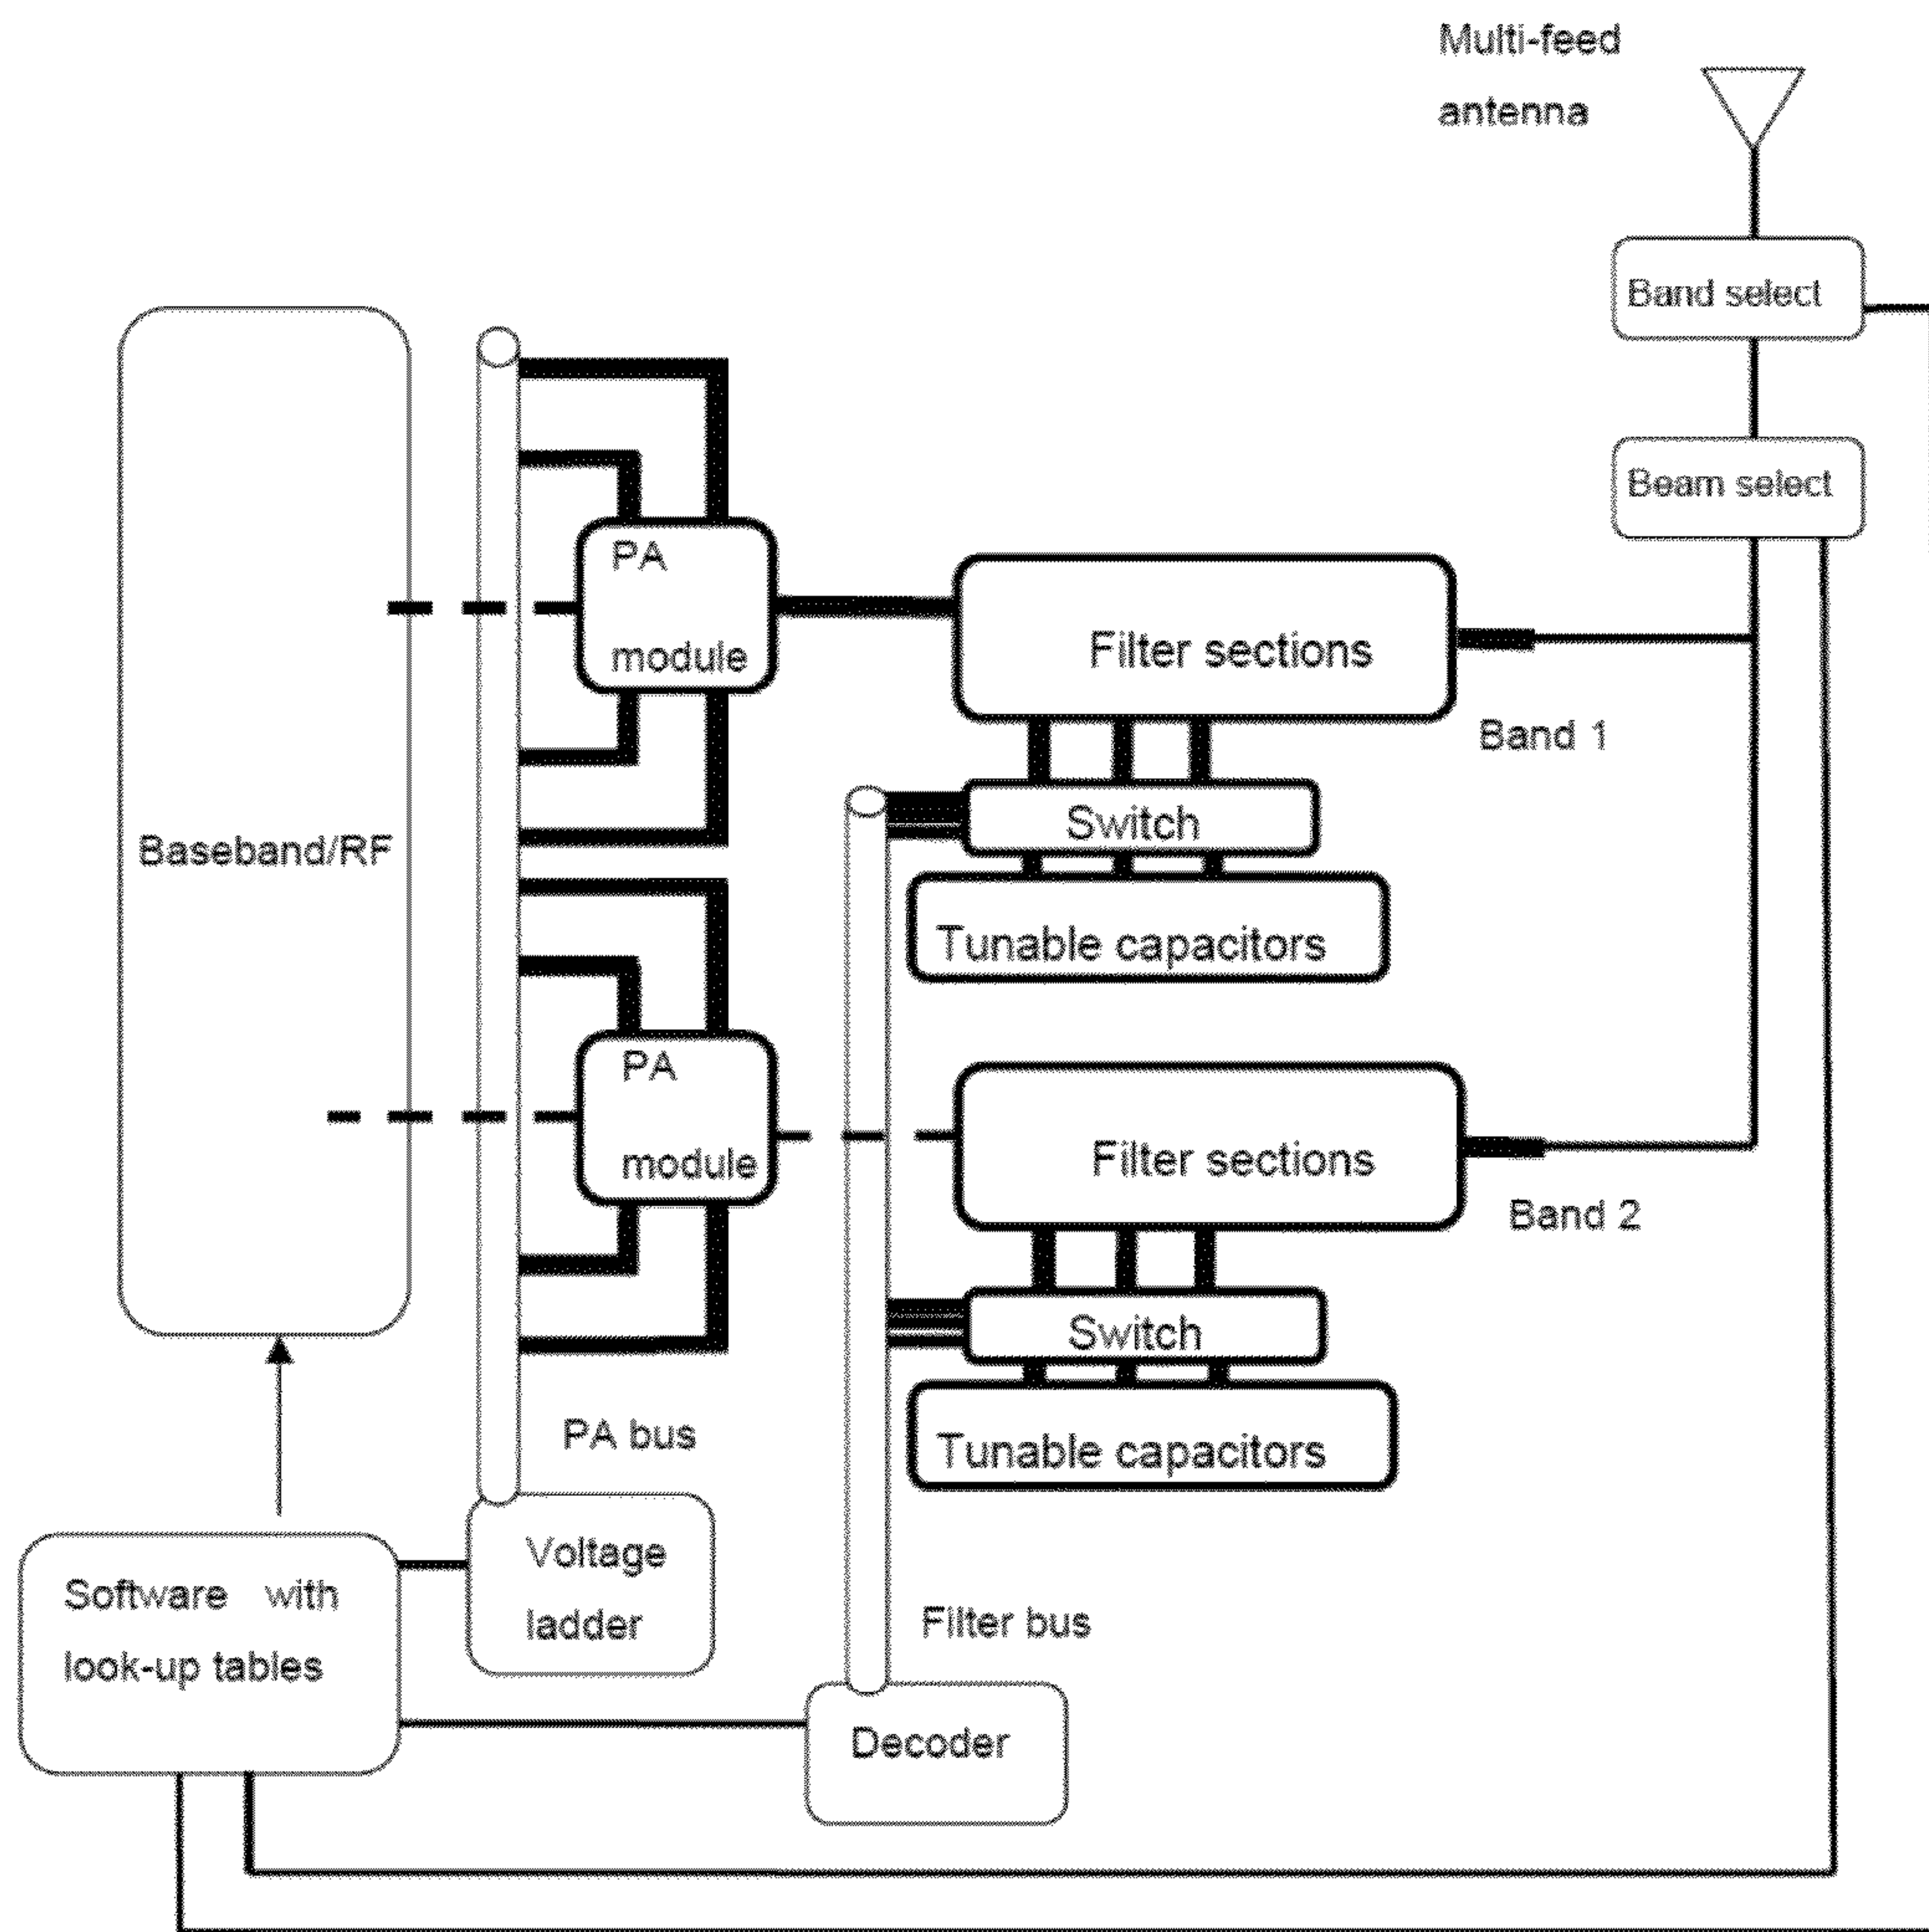 Multi-feed
antenna
Band select
Beam select
PA
module
Filter sections
Band 1
Switch
Baseband/RF
Tunable capacitors
PA
module
Filter sections
Band 2
Switch
PA bus
Tunable capacitors
Voltage
ladder
Software with
look-up tables
Filter bus
Decoder